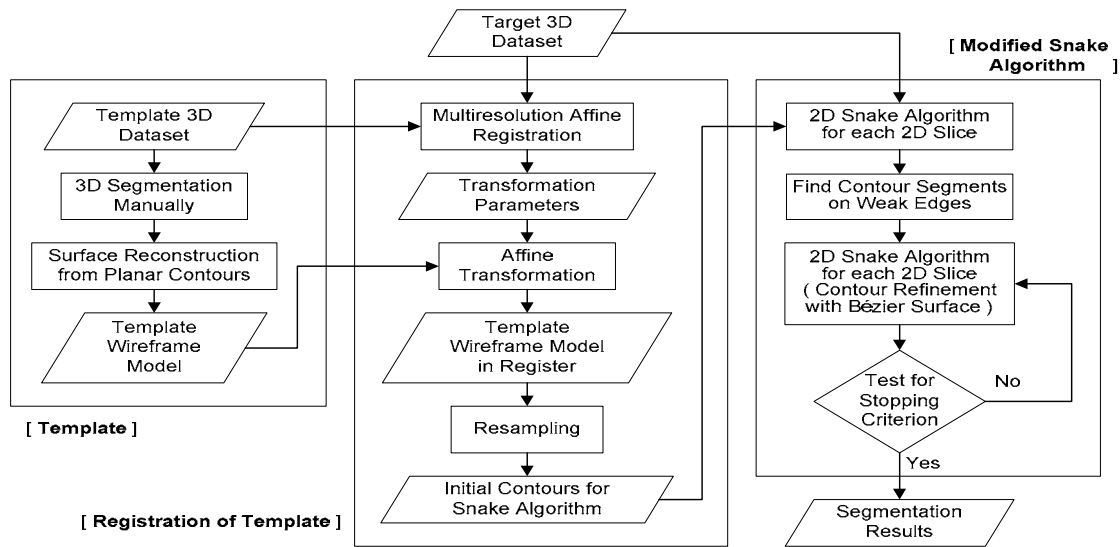 Target 3D
Dataset
[ Modified Snake
Algorithm ]
Template 3D
Dataset
3D Segmentation
Manually
Surface Reconstruction
from Planar Contours
Template
Wireframe
Model
[ Template ]
Multiresolution Affine
Registration
Transformation
Parameters
Affine
Transformation
Template
Wireframe Model
in Register
Resampling
Initial Contours for
Snake Algorithm
[ Registration of Template ]
2D Snake Algorithm
for each 2D Slice
Find Contour Segments
on Weak Edges
2D Snake Algorithm
for each 2D Slice
( Contour Refinement
with Bézier Surface )
Test for
Stopping
Criterion
No
Yes
Segmentation
Results